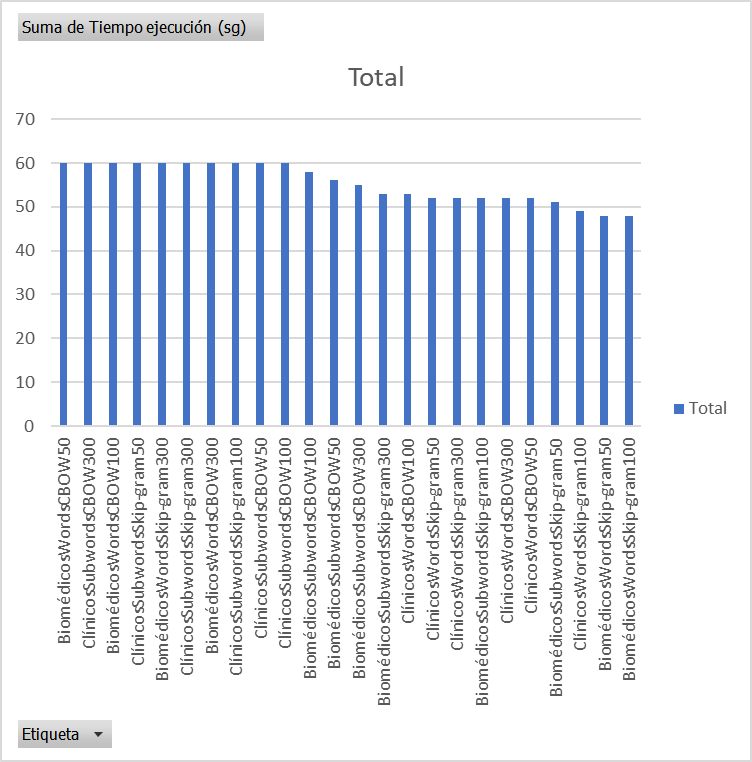 Suma de Tiempo ejecución (sg)
Total
70
60
50
40
30
20
10
0
Total
BiomédicosWordsCBOW50
ClínicosSubwordsCBOW300
BiomédicosWordsCBOW100
ClínicosSubwordsSkip-gram50
BiomédicosWordsSkip-gram300
ClínicosSubwordsSkip-gram300
BiomédicosWordsCBOW300
ClínicosSubwordsSkip-gram100
ClínicosSubwordsCBOW50
ClínicosSubwordsCBOW100
BiomédicosSubwordsCBOW100
BiomédicosSubwordsCBOW50
BiomédicosSubwordsCBOW300
BiomédicosSubwordsSkip-gram300
ClínicosWordsCBOW100
ClínicosWordsSkip-gram50
ClínicosWordsSkip-gram300
BiomédicosSubwordsSkip-gram100
ClínicosWordsCBOW300
ClínicosWordsCBOW50
BiomédicosSubwordsSkip-gram50
ClínicosWordsSkip-gram100
BiomédicosWordsSkip-gram50
BiomédicosWordsSkip-gram100
Etiqueta